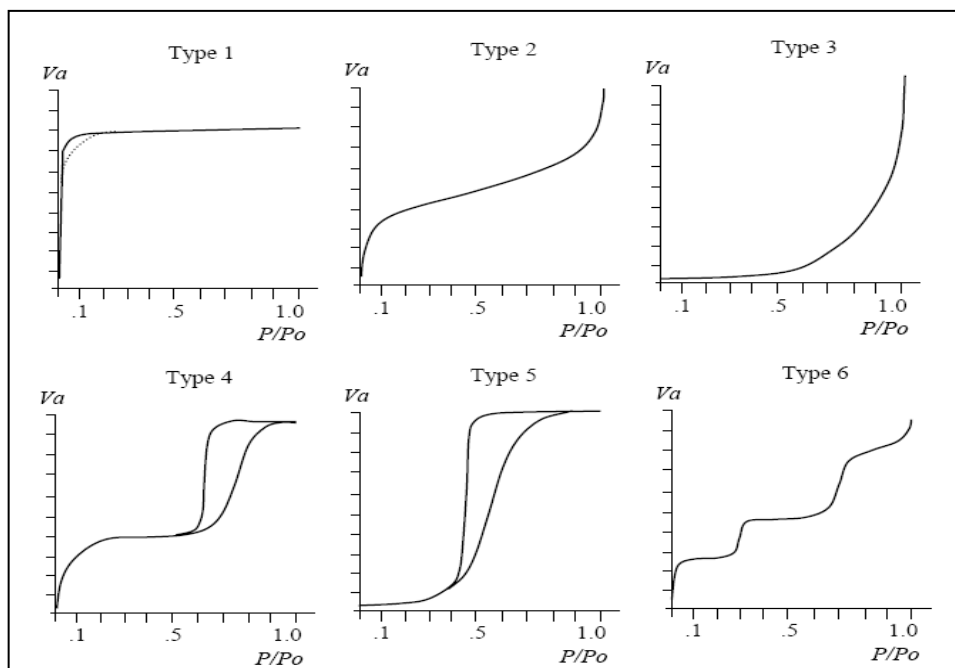 Type 1
Va
.1 .5 1.0
P/Po
Type 2
Va
.1 .5 1.0
P/Po
Type 3
Va
.1 .5 1.0
P/Po
Type 4
Va
.1 .5 1.0
P/Po
Type 5
Va
.1 .5 1.0
P/Po
Type 6
Va
.1 .5 1.0
P/Po